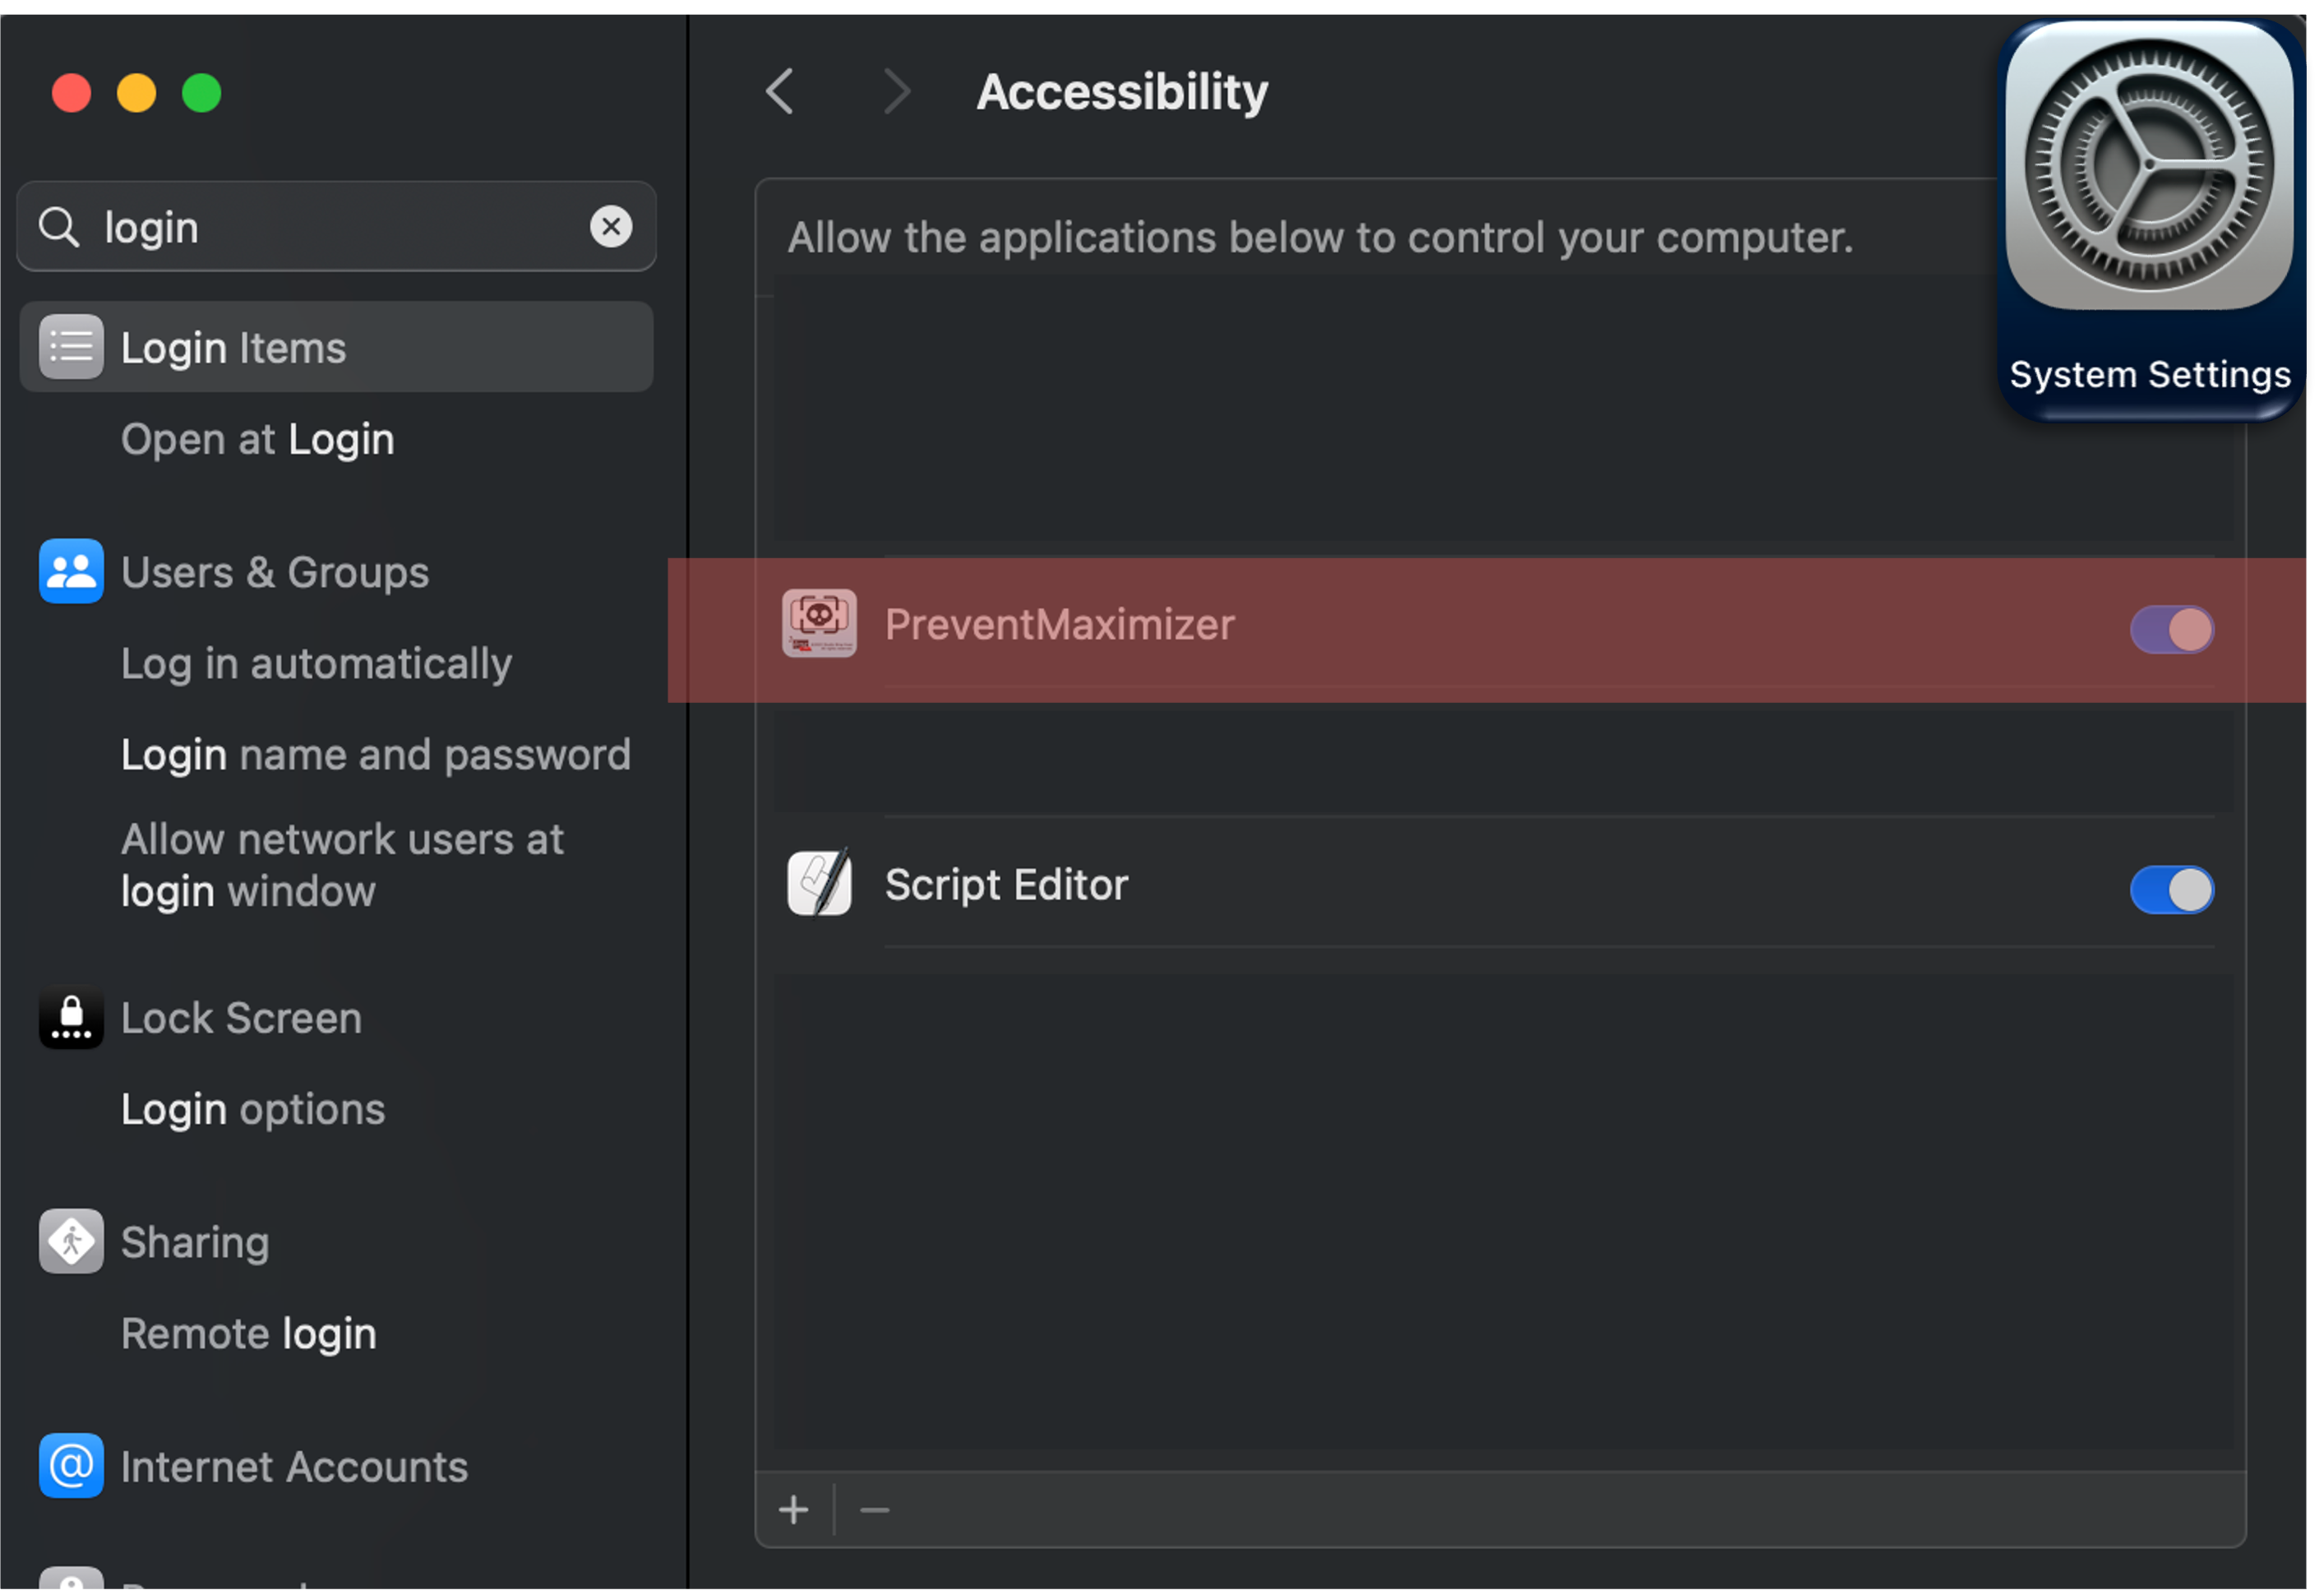 login
Login Items
Open at Login
Users & Groups
Log in automatically
Login name and password
Allow network users at
login window
Lock Screen
Login options
Sharing
Remote login
Internet Accounts
Accessibility
Allow the applications below to control your computer.
System Settings
PreventMaximizer
Script Editor